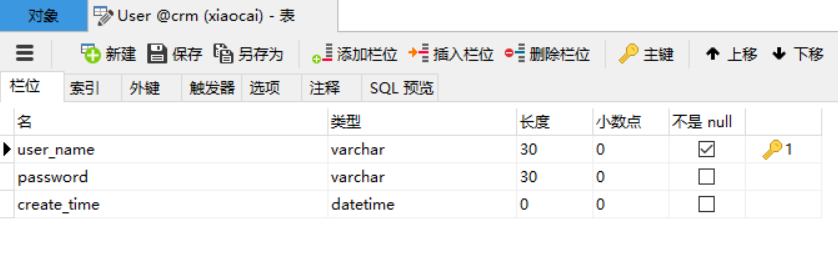 对象 User @crm (xiaocai) - 表
新建 保存 另存为 添加栏位 插入栏位 删除栏位 主键 上移 下移
栏位 索引 外键 触发器 选项 注释 SQL 预览
名 类型 长度 小数点 不是 null
user_name varchar 30 0 1
password varchar 30 0
create_time datetime 0 0